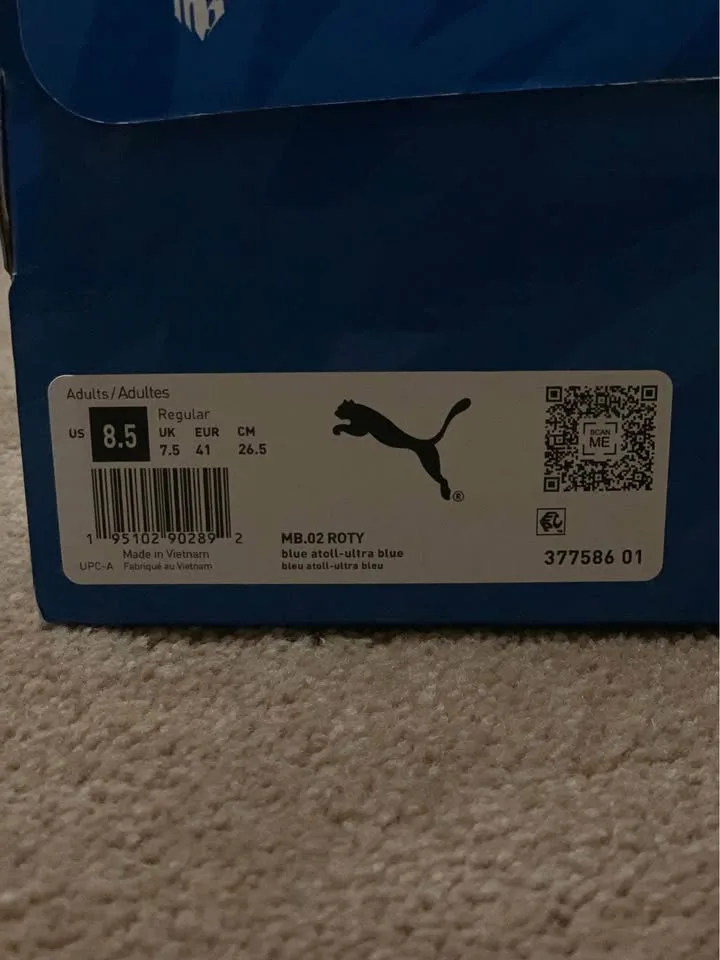 Adults/Adultes
Regular
US 8.5 UK EUR CM
7.5 41 26.5
SCAN
ME
1 95102 90289 2
Made in Vietnam
UPC-A Fabriqué au Vietnam
MB.02 ROTY
blue atoll-ultra blue
bleu atoll-ultra bleu
®
377586 01